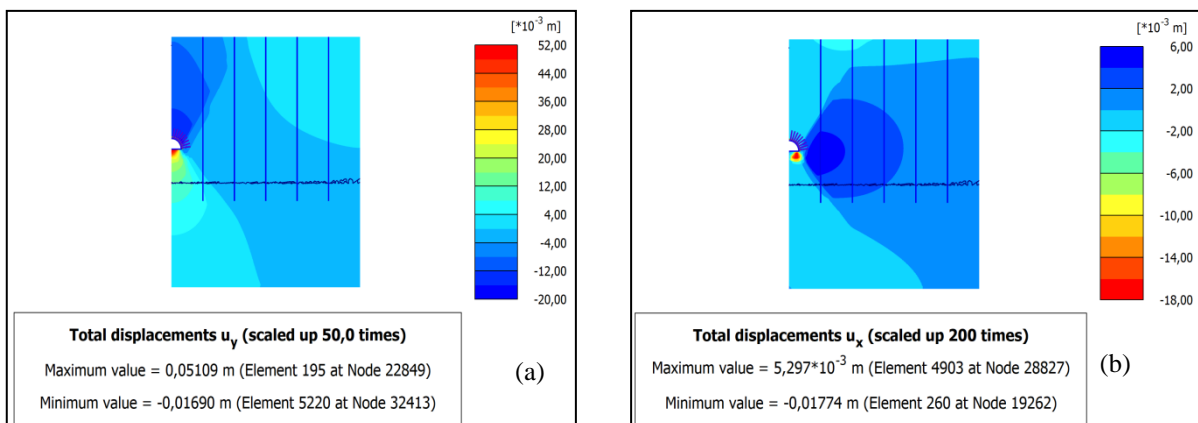 [*10⁻³ m]
52,00
44,00
36,00
28,00
20,00
12,00
4,00
-4,00
-12,00
-20,00
Total displacements uy (scaled up 50,0 times)
Maximum value = 0,05109 m (Element 195 at Node 22849)
Minimum value = -0,01690 m (Element 5220 at Node 32413)
(a)
[*10⁻³ m]
6,00
2,00
-2,00
-6,00
-10,00
-14,00
-18,00
Total displacements ux (scaled up 200 times)
Maximum value = 5,297*10⁻³ m (Element 4903 at Node 28827)
Minimum value = -0,01774 m (Element 260 at Node 19262)
(b)